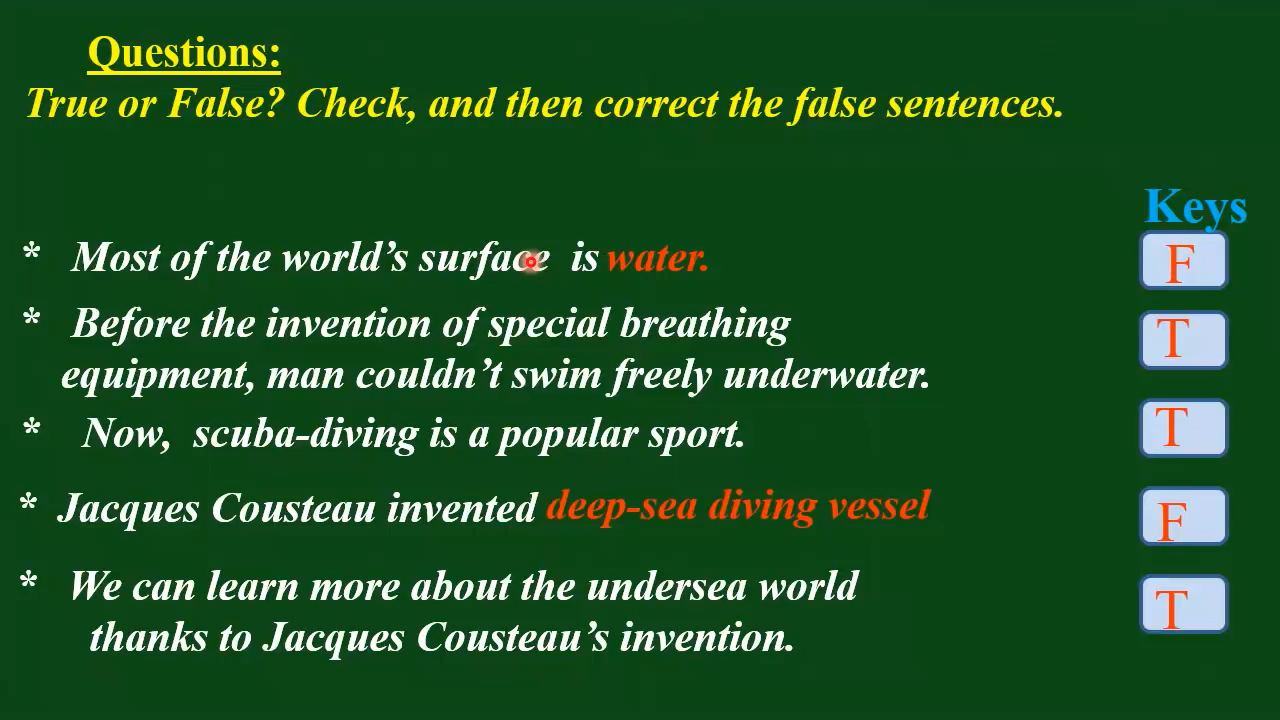 Questions:
True or False? Check, and then correct the false sentences.
Keys
* Most of the world’s surface is water. F
* Before the invention of special breathing
equipment, man couldn’t swim freely underwater. T
* Now, scuba-diving is a popular sport. T
* Jacques Cousteau invented deep-sea diving vessel F
* We can learn more about the undersea world
thanks to Jacques Cousteau’s invention. T